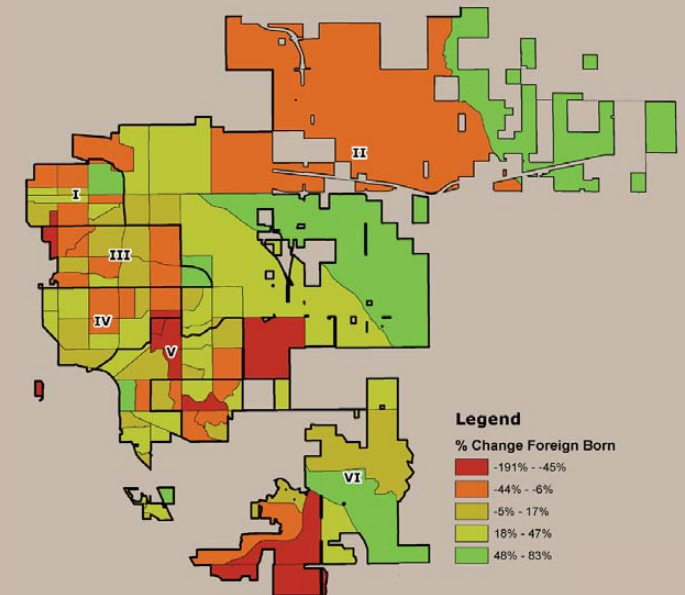 II
I
III
IV
V
VI
Legend
% Change Foreign Born
-191% - -45%
-44% - -6%
-5% - 17%
18% - 47%
48% - 83%